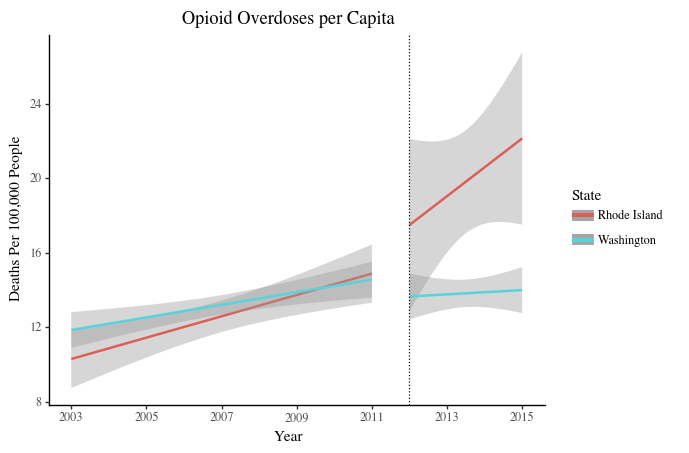 Opioid Overdoses per Capita
Deaths Per 100,000 People
24
20
16
12
8
2003 2005 2007 2009 2011 2013 2015
Year
State
Rhode Island
Washington